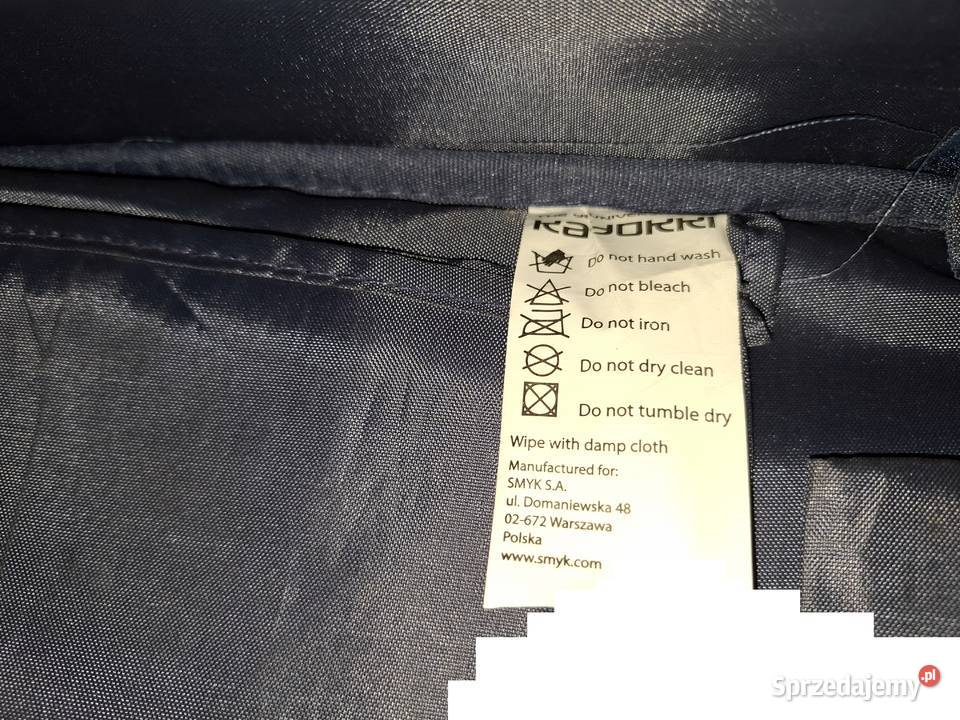 Do not hand wash
Do not bleach
Do not iron
Do not dry clean
Do not tumble dry
Wipe with damp cloth
Manufactured for:
SMYK S.A.
ul. Domaniewska 48
02-672 Warszawa
Polska
www.smyk.com
Sprzedajemy.pl